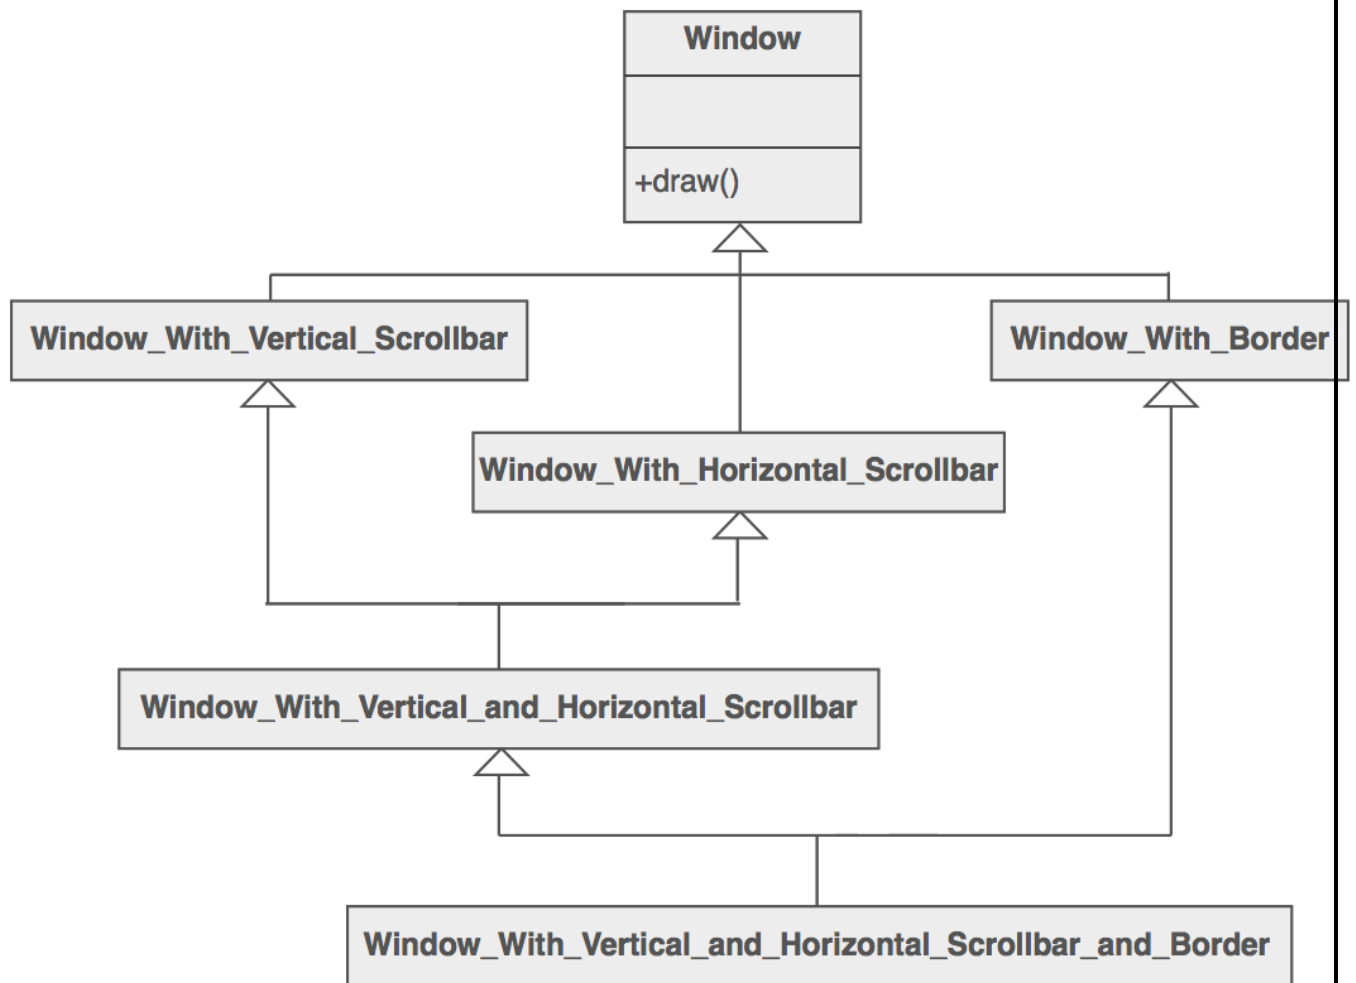 Window
+draw()
Window_With_Vertical_Scrollbar
Window_With_Border
Window_With_Horizontal_Scrollbar
Window_With_Vertical_and_Horizontal_Scrollbar
Window_With_Vertical_and_Horizontal_Scrollbar_and_Border